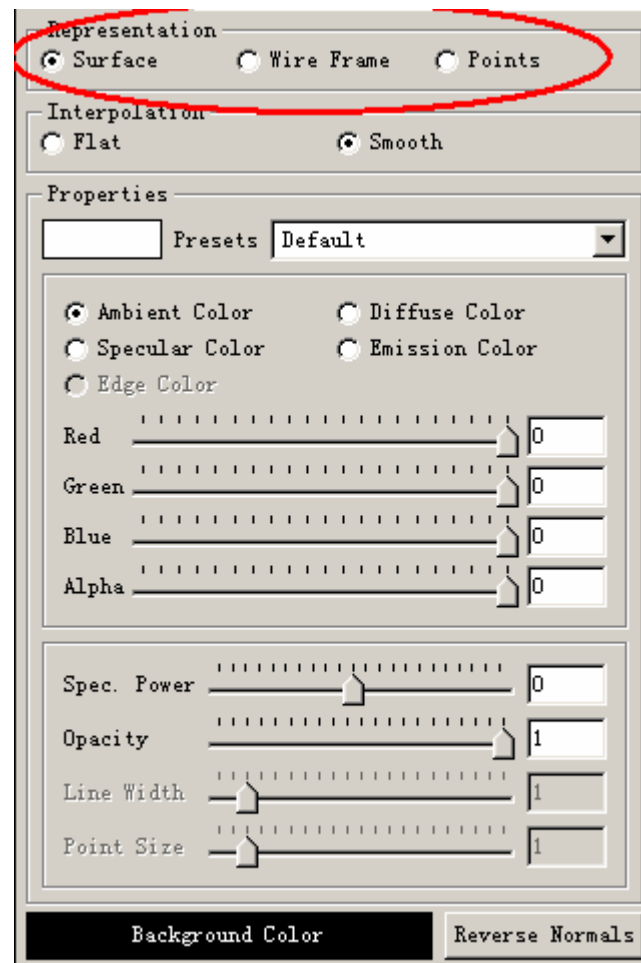 Representation
Surface Wire Frame Points
Interpolation
Flat Smooth
Properties
Presets Default
Ambient Color Diffuse Color
Specular Color Emission Color
Edge Color
Red 0
Green 0
Blue 0
Alpha 0
Spec. Power 0
Opacity 1
Line Width 1
Point Size 1
Background Color Reverse Normals